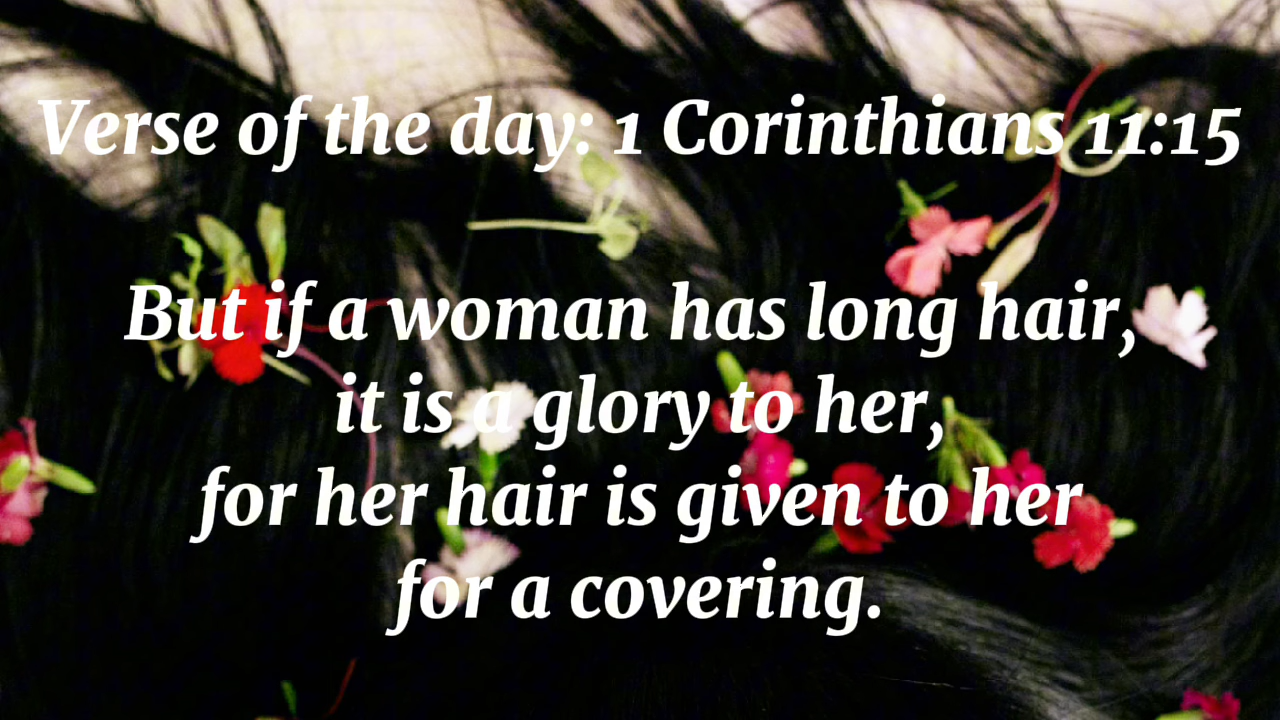 Verse of the day: 1 Corinthians 11:15
But if a woman has long hair,
it is a glory to her,
for her hair is given to her
for a covering.